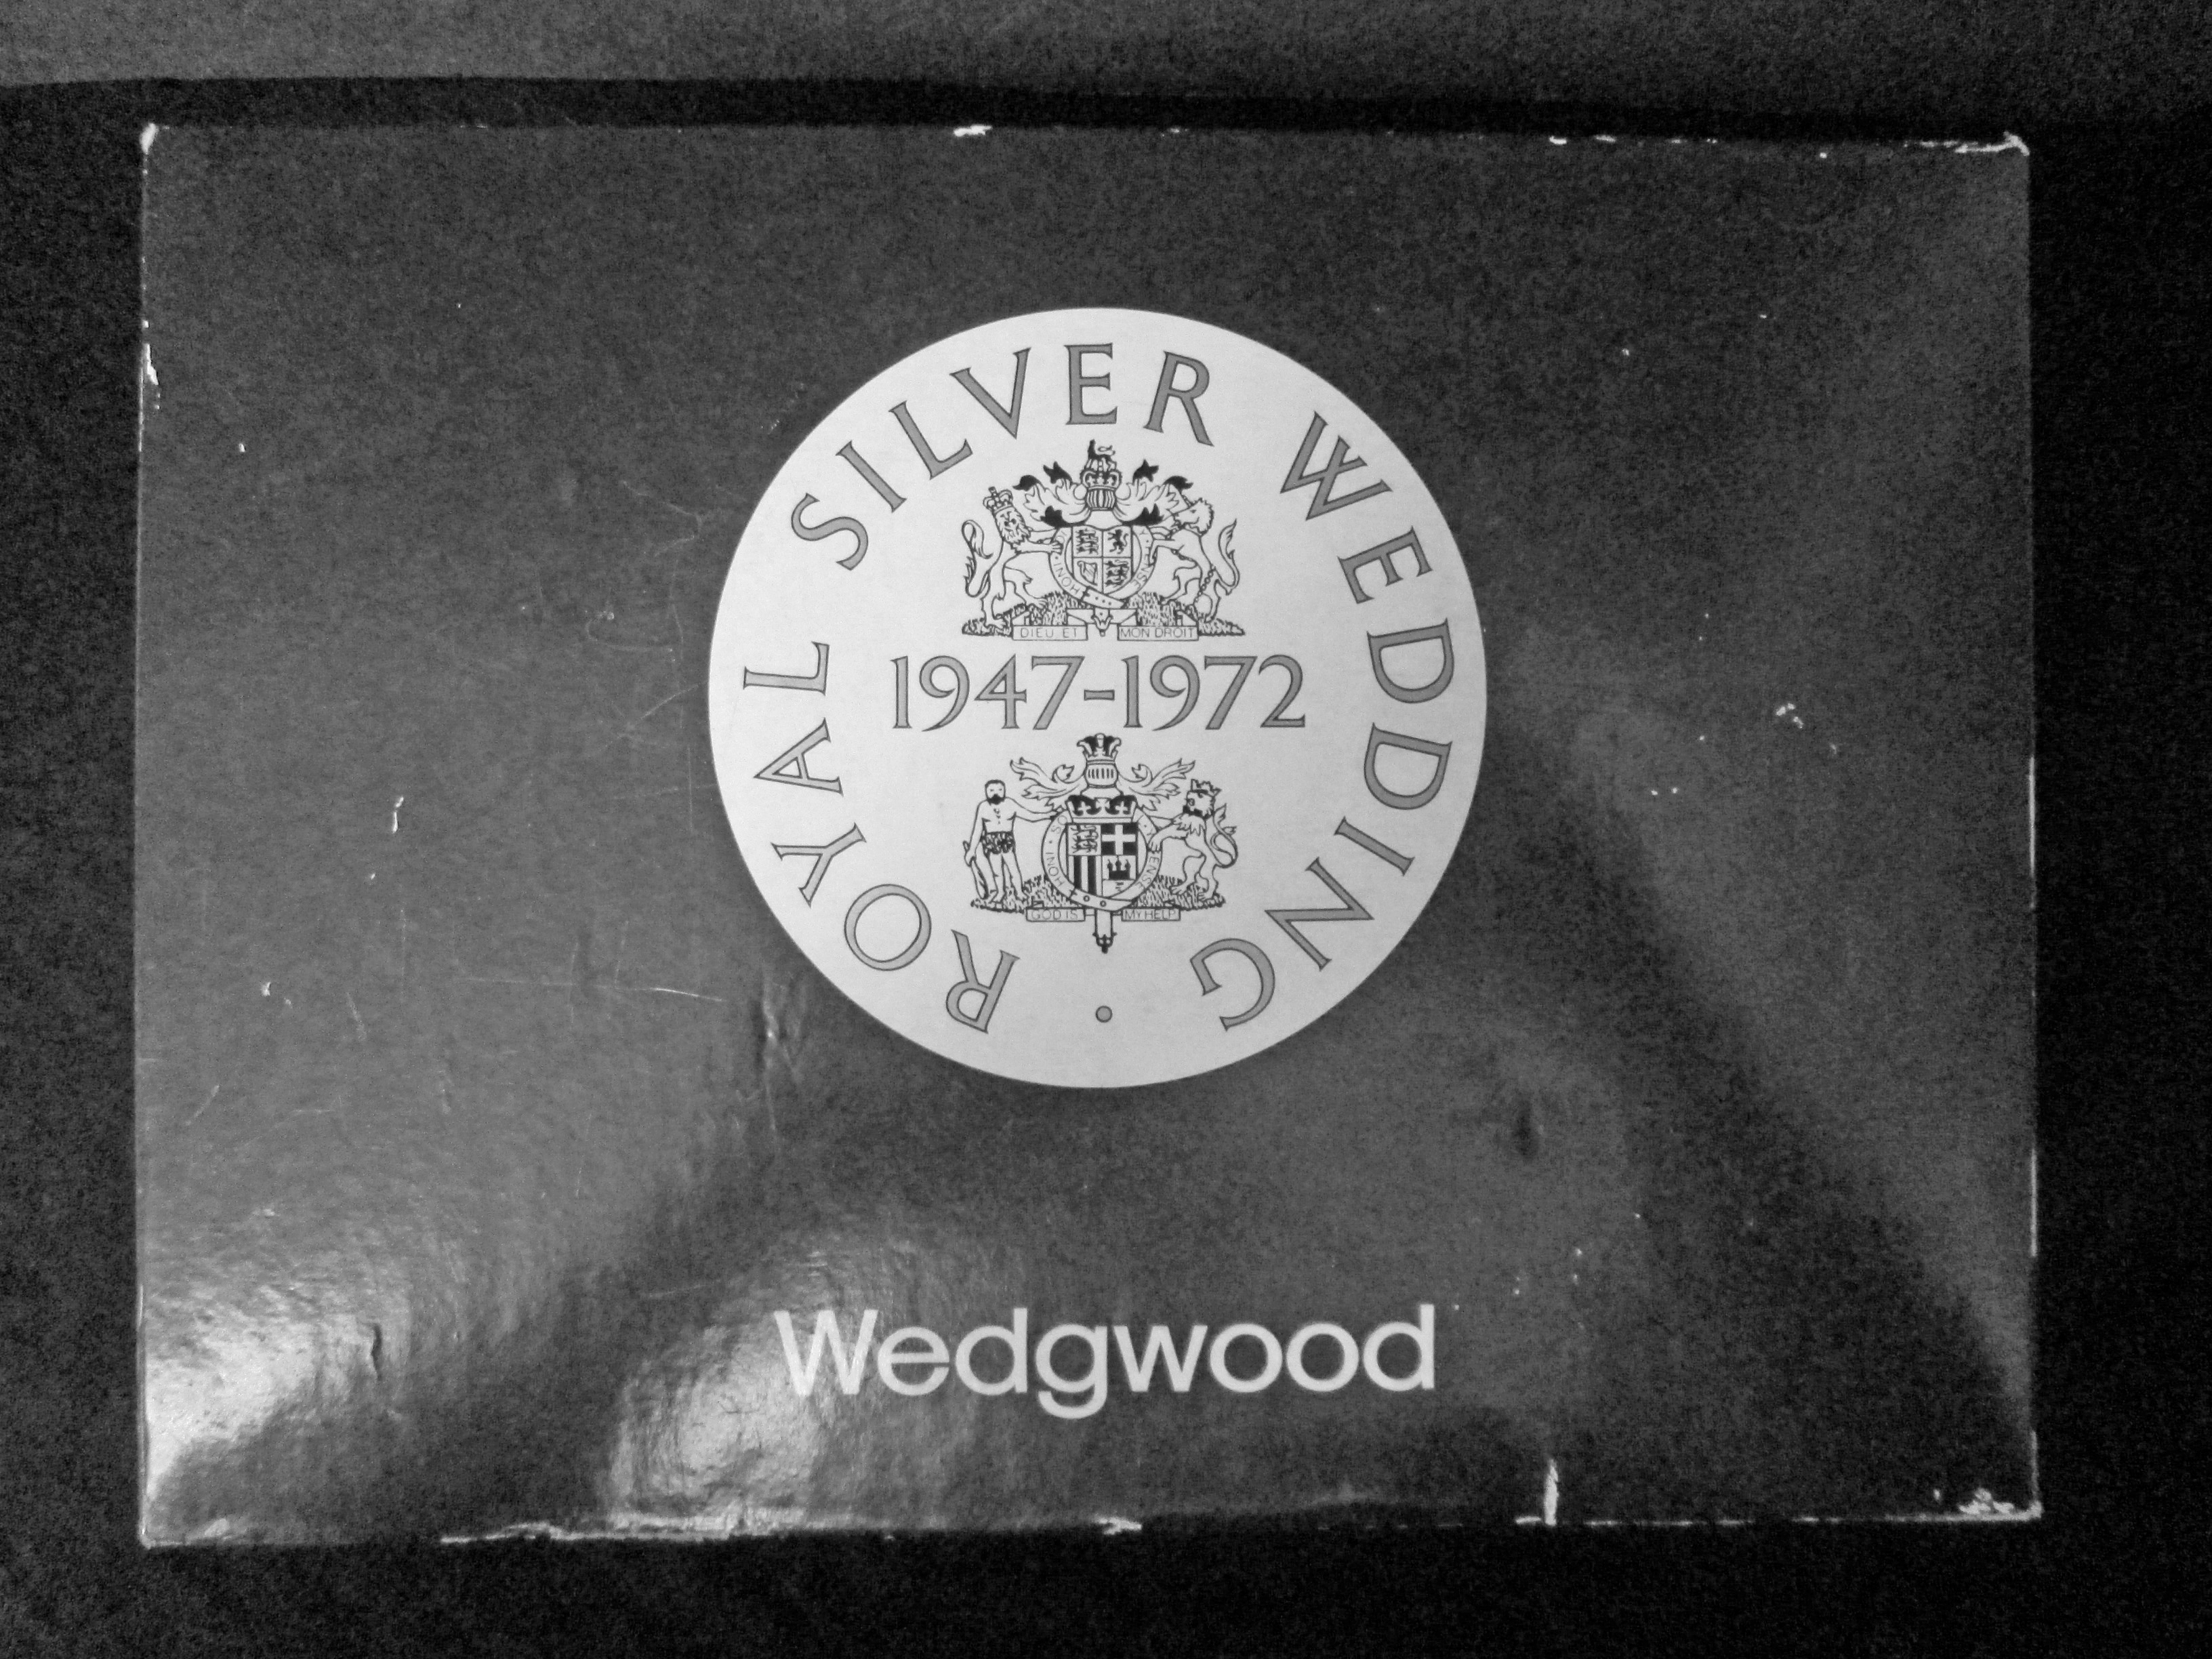 ROYAL SILVER WEDDING •
DIEU ET MON DROIT
1947-1972
GOD IS MY HELP
Wedgwood